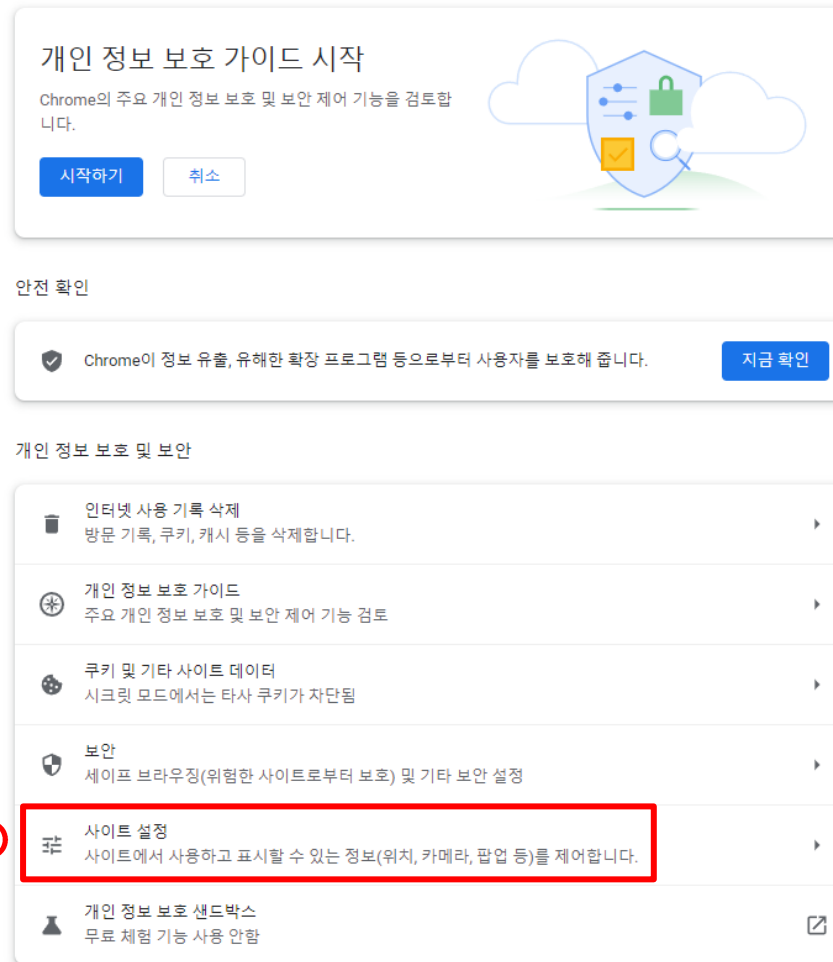 개인 정보 보호 가이드 시작
Chrome의 주요 개인 정보 보호 및 보안 제어 기능을 검토합
니다.
시작하기
취소
안전 확인
Chrome이 정보 유출, 유해한 확장 프로그램 등으로부터 사용자를 보호해 줍니다.
지금 확인
개인 정보 보호 및 보안
인터넷 사용 기록 삭제
방문 기록, 쿠키, 캐시 등을 삭제합니다.
개인 정보 보호 가이드
주요 개인 정보 보호 및 보안 제어 기능 검토
쿠키 및 기타 사이트 데이터
시크릿 모드에서는 타사 쿠키가 차단됨
보안
세이프 브라우징(위험한 사이트로부터 보호) 및 기타 보안 설정
사이트 설정
사이트에서 사용하고 표시할 수 있는 정보(위치, 카메라, 팝업 등)를 제어합니다.
개인 정보 보호 샌드박스
무료 체험 기능 사용 안함